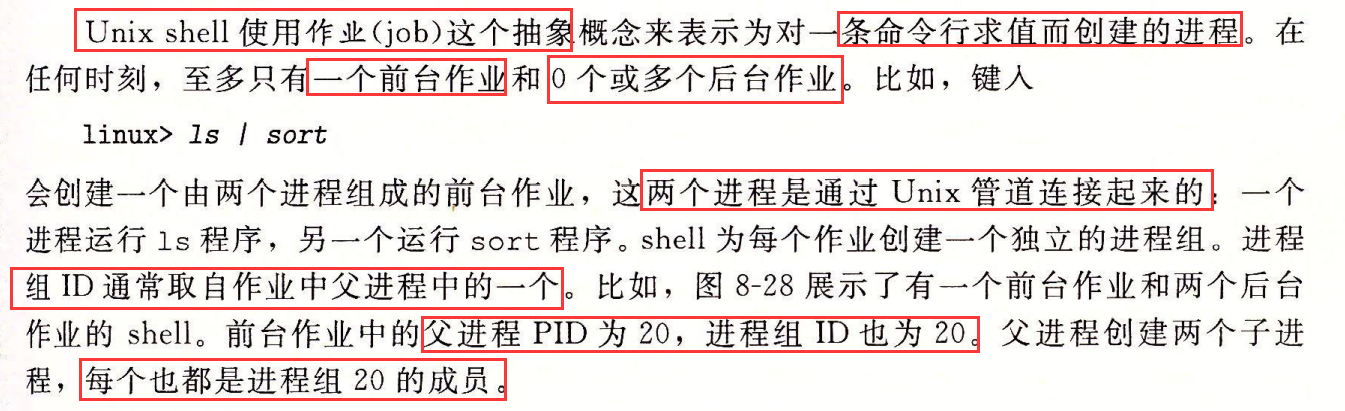 Unix shell 使用作业(job)这个抽象概念来表示为对一条命令行求值而创建的进程。在
任何时刻，至多只有一个前台作业和 0 个或多个后台作业。比如，键入
linux> ls | sort
会创建一个由两个进程组成的前台作业，这两个进程是通过 Unix 管道连接起来的：一个
进程运行 ls 程序，另一个运行 sort 程序。shell 为每个作业创建一个独立的进程组。进程
组 ID 通常取自作业中父进程中的一个。比如，图 8-28 展示了有一个前台作业和两个后台
作业的 shell。前台作业中的父进程 PID 为 20，进程组 ID 也为 20。父进程创建两个子进
程，每个也都是进程组 20 的成员。